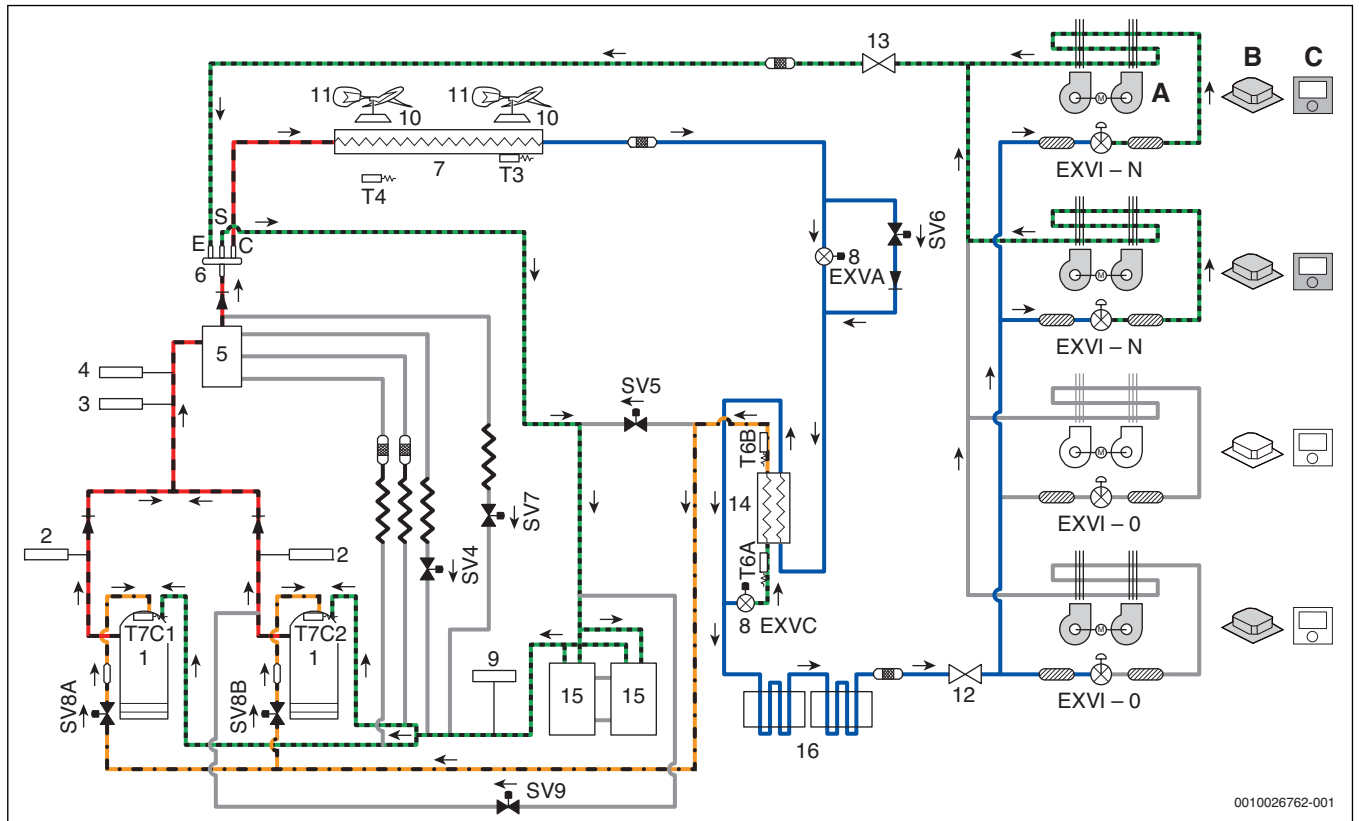 13
B
C
11
11
A
10
10
7
T3
T4
EXVI – N
S
E
C
6
8
EXVA
SV6
5
4
3
SV5
EXVI – N
T6B
14
T6A
SV7
SV4
2
2
EXVI – 0
T7C1
T7C2
1
1
8
EXVC
9
15
15
12
SV8A
SV8B
EXVI – 0
16
SV9
M
M
M
M
0010026762-001